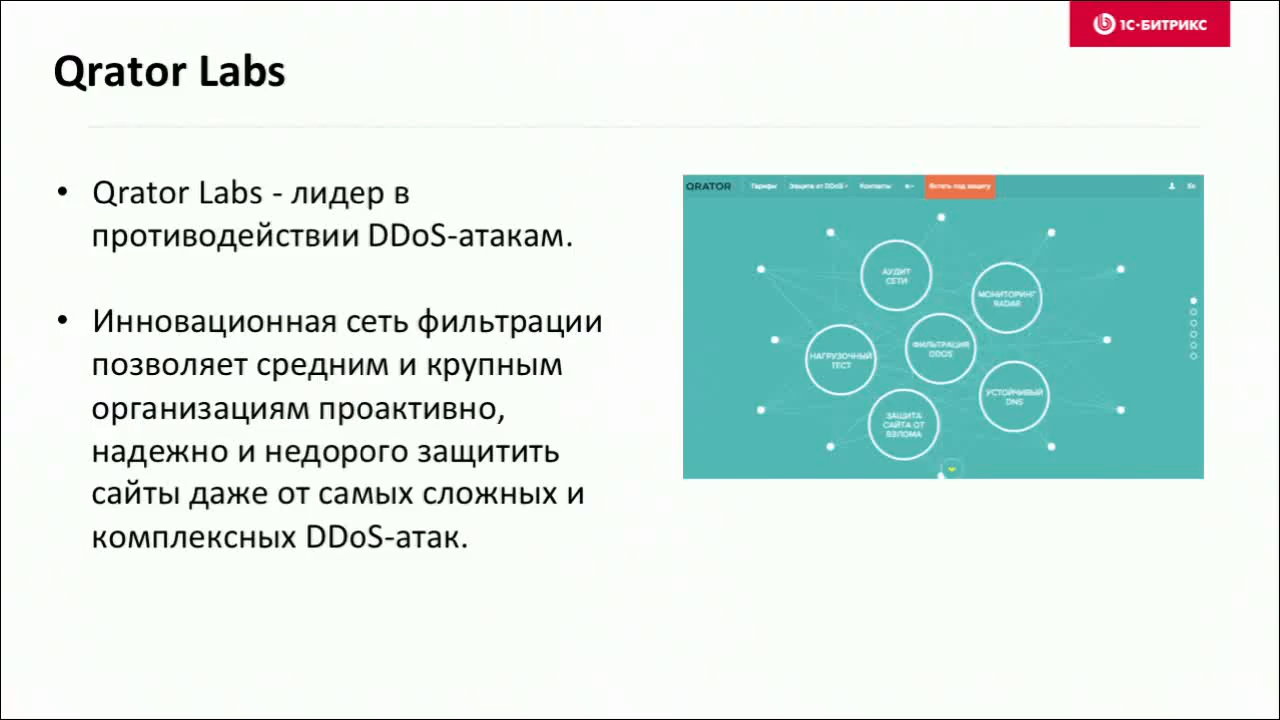 1С-БИТРИКС
Qrator Labs
• Qrator Labs - лидер в
противодействии DDoS-атакам.
• Инновационная сеть фильтрации
позволяет средним и крупным
организациям проактивно,
надежно и недорого защитить
сайты даже от самых сложных и
комплексных DDoS-атак.
QRATOR Тарифы Защита от DDoS Контакты Встать под защиту En
АУДИТ
СЕТИ
МОНИТОРИНГ
RADAR
ФИЛЬТРАЦИЯ
DDOS
НАГРУЗОЧНЫЙ
ТЕСТ
УСТОЙЧИВЫЙ
DNS
ЗАЩИТА
САЙТА ОТ
ВЗЛОМА